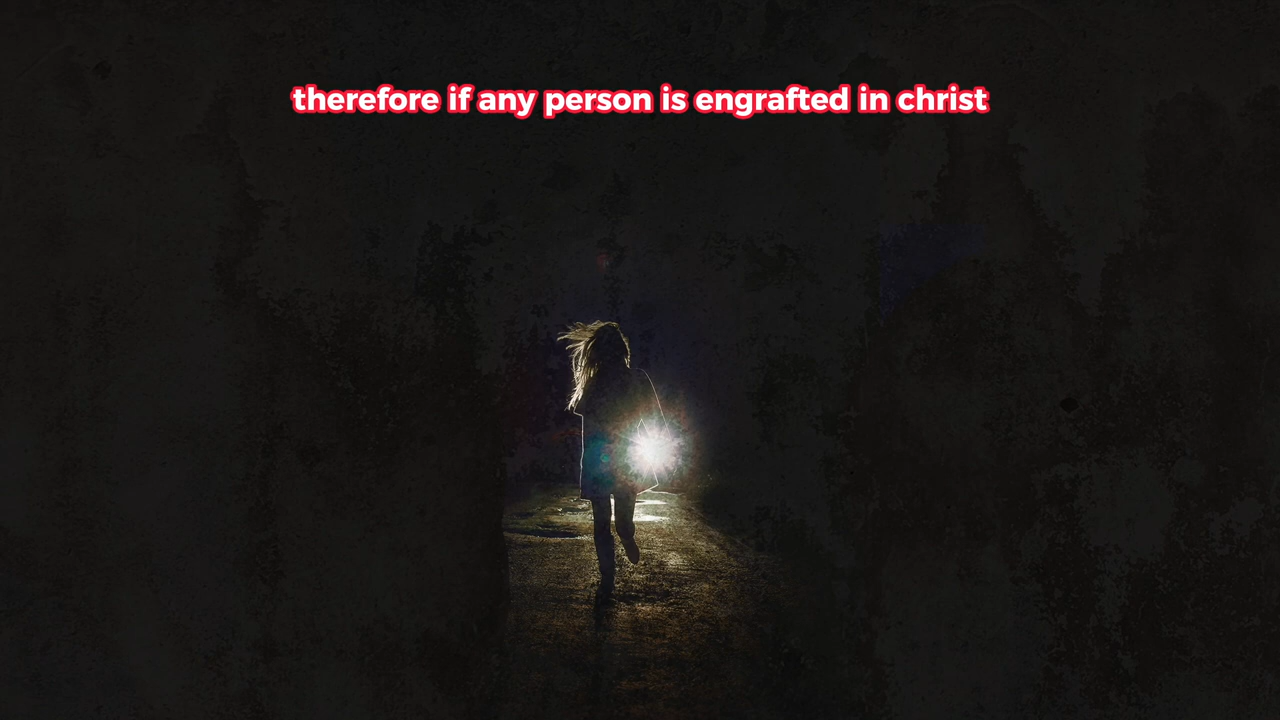 therefore if any person is engrafted in christ